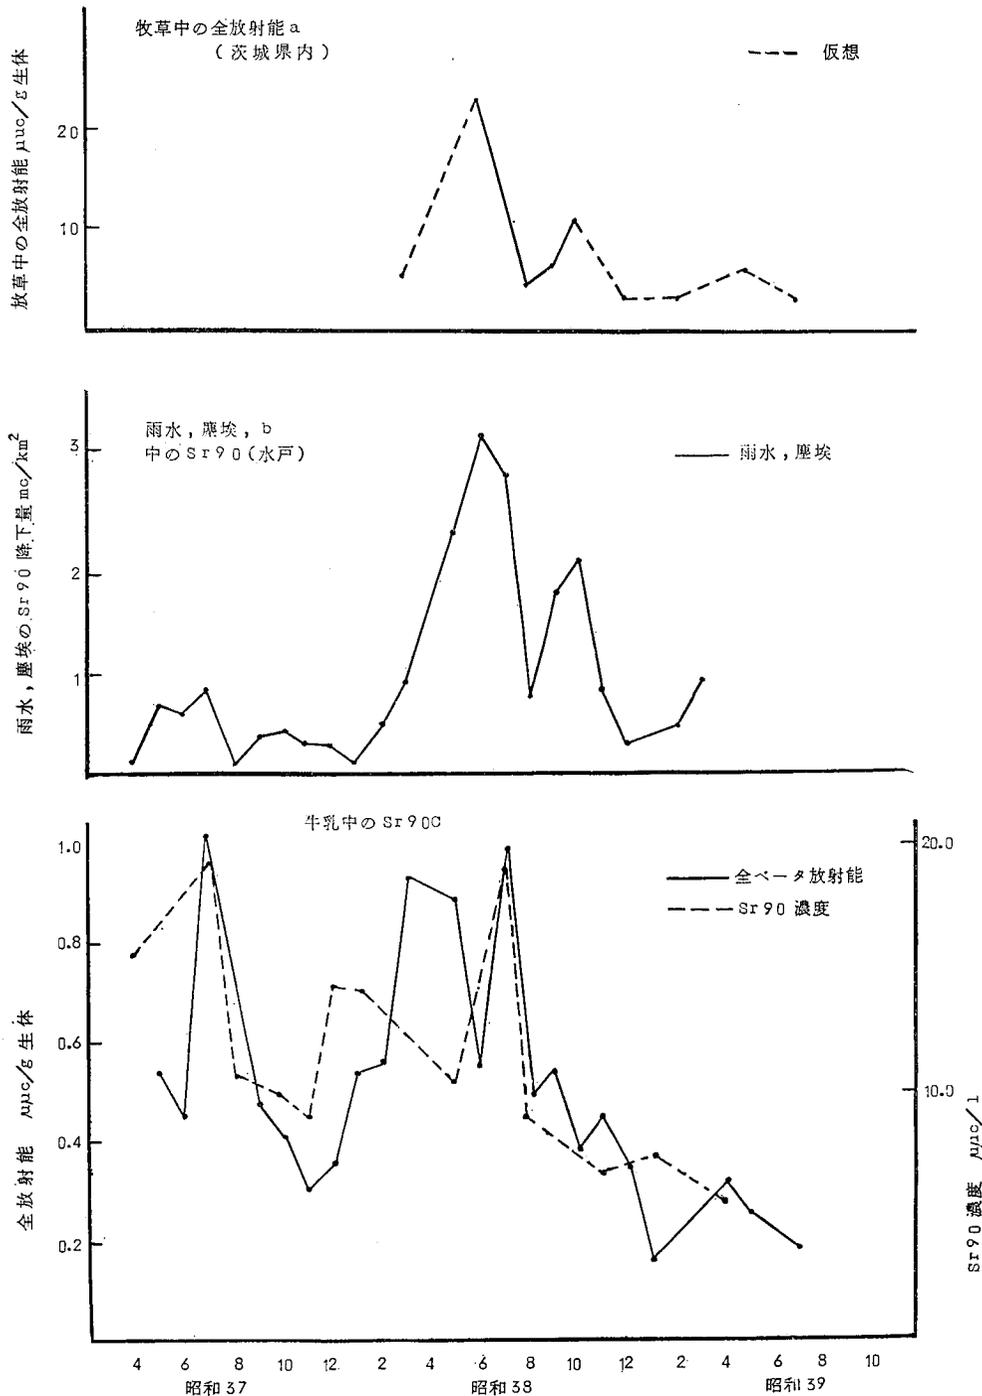 牧草中の全放射能a
(茨城県内)
仮想
放草中の全放射能 μuc/g 生体
20
10
雨水,塵埃,b
中のSr90(水戸)
雨水,塵埃
雨水,塵埃のSr90降下量mc/km²
3
2
1
牛乳中のSr90C
全ベータ放射能
Sr90 濃度
全放射能 μμc/g 生体
1.0
0.8
0.6
0.4
0.2
20.0
10.0
Sr90 濃度 μμc/l
4 6 8 10 12 2 4 6 8 10 12 2 4 6 8 10
昭和37 昭和38 昭和39